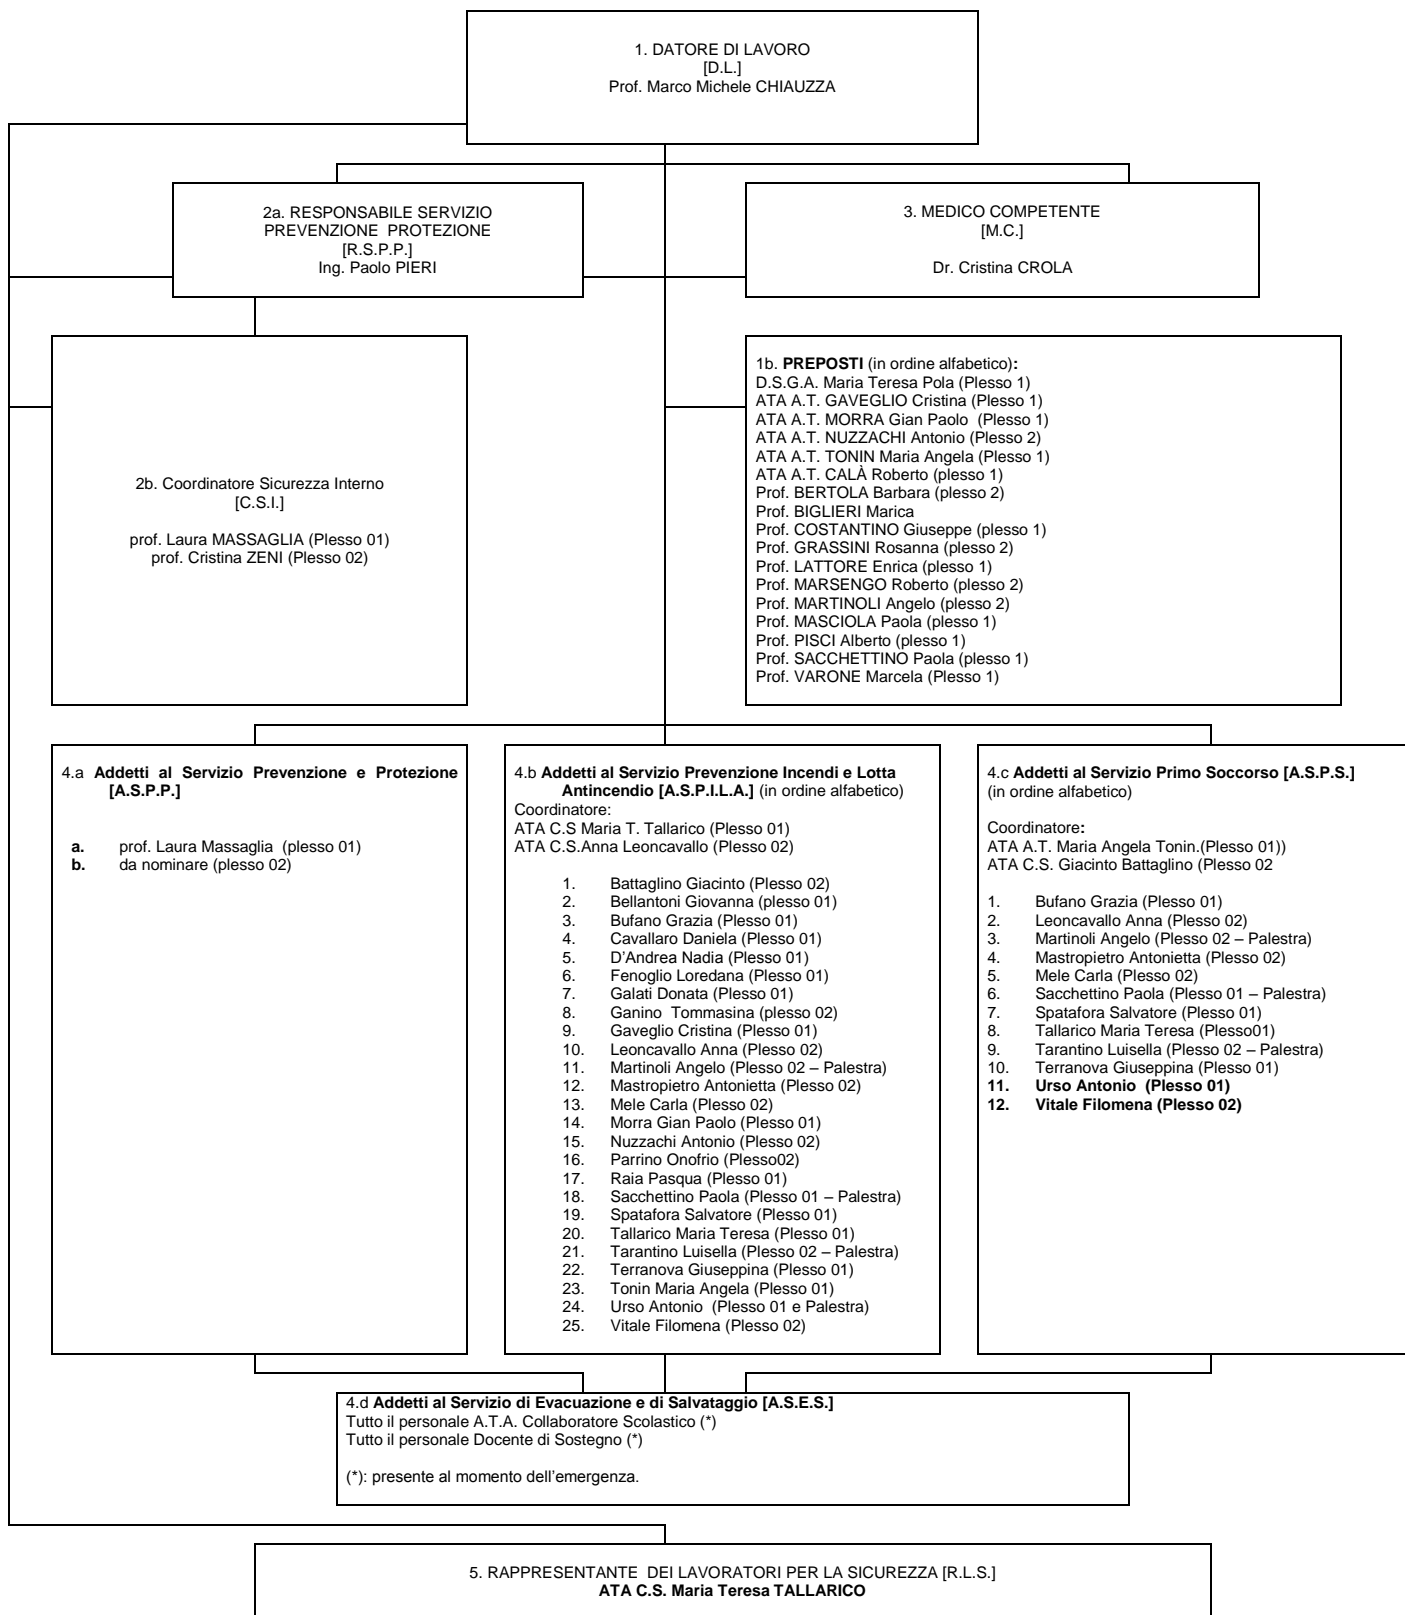 1. DATORE DI LAVORO
[D.L.]
Prof. Marco Michele CHIAUZZA
2a. RESPONSABILE SERVIZIO
PREVENZIONE PROTEZIONE
[R.S.P.P.]
Ing. Paolo PIERI
3. MEDICO COMPETENTE
[M.C.]
Dr. Cristina CROLA
2b. Coordinatore Sicurezza Interno
[C.S.I.]
prof. Laura MASSAGLIA (Plesso 01)
prof. Cristina ZENI (Plesso 02)
1b. PREPOSTI (in ordine alfabetico):
D.S.G.A. Maria Teresa Pola (Plesso 1)
ATA A.T. GAVEGLIO Cristina (Plesso 1)
ATA A.T. MORRA Gian Paolo (Plesso 1)
ATA A.T. NUZZACHI Antonio (Plesso 2)
ATA A.T. TONIN Maria Angela (Plesso 1)
ATA A.T. CALÀ Roberto (plesso 1)
Prof. BERTOLA Barbara (plesso 2)
Prof. BIGLIERI Marica
Prof. COSTANTINO Giuseppe (plesso 1)
Prof. GRASSINI Rosanna (plesso 2)
Prof. LATTORE Enrica (plesso 1)
Prof. MARSENGO Roberto (plesso 2)
Prof. MARTINOLI Angelo (plesso 2)
Prof. MASCIOLA Paola (plesso 1)
Prof. PISCI Alberto (plesso 1)
Prof. SACCHETTINO Paola (plesso 1)
Prof. VARONE Marcela (Plesso 1)
4.a Addetti al Servizio Prevenzione e Protezione
[A.S.P.P.]
a. prof. Laura Massaglia (plesso 01)
b. da nominare (plesso 02)
4.b Addetti al Servizio Prevenzione Incendi e Lotta
Antincendio [A.S.P.I.L.A.] (in ordine alfabetico)
Coordinatore:
ATA C.S Maria T. Tallarico (Plesso 01)
ATA C.S.Anna Leoncavallo (Plesso 02)
1. Battaglino Giacinto (Plesso 02)
2. Bellantoni Giovanna (plesso 01)
3. Bufano Grazia (Plesso 01)
4. Cavallaro Daniela (Plesso 01)
5. D'Andrea Nadia (Plesso 01)
6. Fenoglio Loredana (Plesso 01)
7. Galati Donata (Plesso 01)
8. Ganino Tommasina (plesso 02)
9. Gaveglio Cristina (Plesso 01)
10. Leoncavallo Anna (Plesso 02)
11. Martinoli Angelo (Plesso 02 – Palestra)
12. Mastropietro Antonietta (Plesso 02)
13. Mele Carla (Plesso 02)
14. Morra Gian Paolo (Plesso 01)
15. Nuzzachi Antonio (Plesso 02)
16. Parrino Onofrio (Plesso02)
17. Raia Pasqua (Plesso 01)
18. Sacchettino Paola (Plesso 01 – Palestra)
19. Spatafora Salvatore (Plesso 01)
20. Tallarico Maria Teresa (Plesso 01)
21. Tarantino Luisella (Plesso 02 – Palestra)
22. Terranova Giuseppina (Plesso 01)
23. Tonin Maria Angela (Plesso 01)
24. Urso Antonio (Plesso 01 e Palestra)
25. Vitale Filomena (Plesso 02)
4.c Addetti al Servizio Primo Soccorso [A.S.P.S.]
(in ordine alfabetico)
Coordinatore:
ATA A.T. Maria Angela Tonin.(Plesso 01))
ATA C.S. Giacinto Battaglino (Plesso 02
1. Bufano Grazia (Plesso 01)
2. Leoncavallo Anna (Plesso 02)
3. Martinoli Angelo (Plesso 02 – Palestra)
4. Mastropietro Antonietta (Plesso 02)
5. Mele Carla (Plesso 02)
6. Sacchettino Paola (Plesso 01 – Palestra)
7. Spatafora Salvatore (Plesso 01)
8. Tallarico Maria Teresa (Plesso01)
9. Tarantino Luisella (Plesso 02 – Palestra)
10. Terranova Giuseppina (Plesso 01)
11. Urso Antonio (Plesso 01)
12. Vitale Filomena (Plesso 02)
4.d Addetti al Servizio di Evacuazione e di Salvataggio [A.S.E.S.]
Tutto il personale A.T.A. Collaboratore Scolastico (*)
Tutto il personale Docente di Sostegno (*)
(*): presente al momento dell'emergenza.
5. RAPPRESENTANTE DEI LAVORATORI PER LA SICUREZZA [R.L.S.]
ATA C.S. Maria Teresa TALLARICO